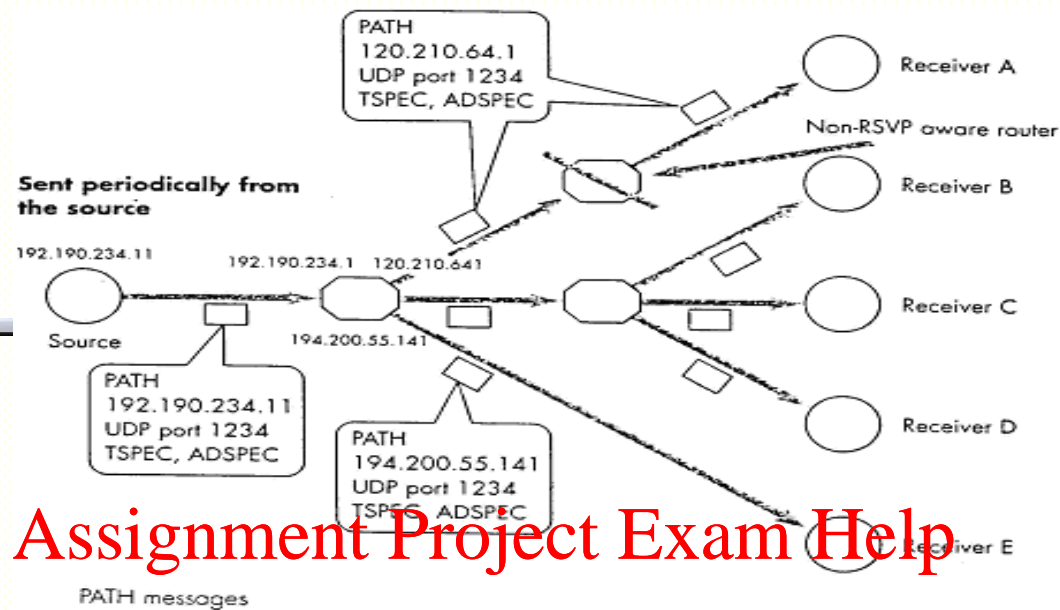 PATH
120.210.64.1
UDP port 1234
TSPEC, ADSPEC
Receiver A
Non-RSVP aware router
Sent periodically from
the source
Receiver B
192.190.234.11
192.190.234.1
120.210.641
Receiver C
Source
194.200.55.141
PATH
192.190.234.11
UDP port 1234
TSPEC, ADSPEC
PATH
194.200.55.141
UDP port 1234
TSPEC, ADSPEC
Receiver D
Assignment Project Exam Help
Receiver E
PATH messages